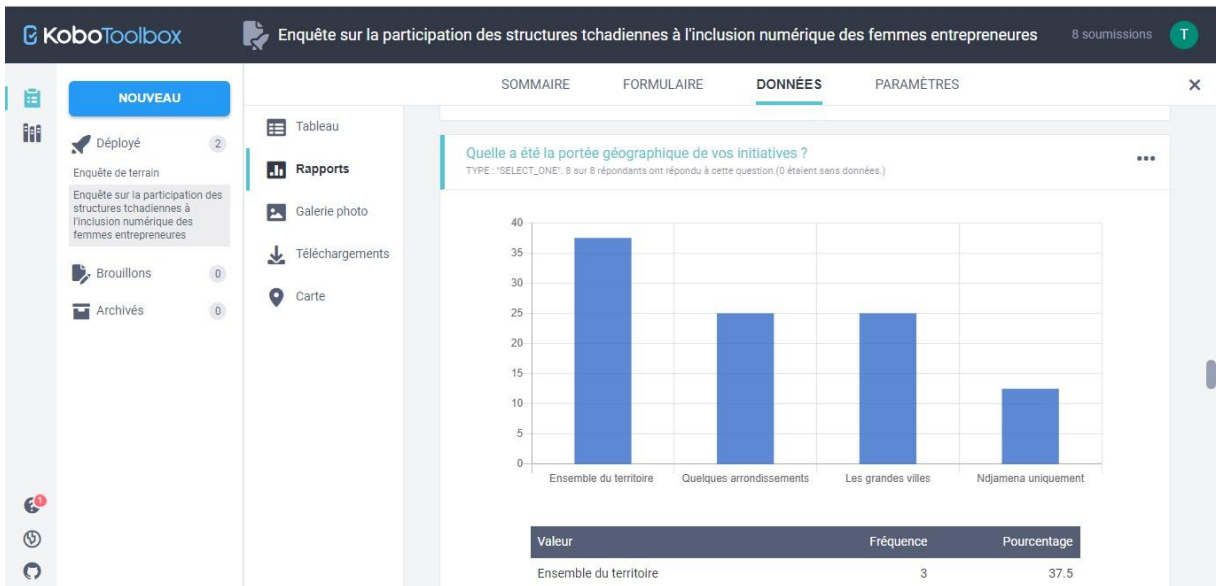 KoboToolbox
Enquête sur la participation des structures tchadiennes à l'inclusion numérique des femmes entrepreneures
8 soumissions
T
SOMMAIRE
FORMULAIRE
DONNÉES
PARAMÈTRES
NOUVEAU
Déployé
2
Enquête de terrain
Enquête sur la participation des
structures tchadiennes à
l'inclusion numérique des
femmes entrepreneures
Brouillons
0
Archivés
0
1
Tableau
Rapports
Galerie photo
Téléchargements
Carte
Quelle a été la portée géographique de vos initiatives ?
TYPE : "SELECT_ONE". 8 sur 8 répondants ont répondu à cette question.(0 étaient sans données.)
40
35
30
25
20
15
10
5
0
Ensemble du territoire
Quelques arrondissements
Les grandes villes
Ndjamena uniquement
Valeur Fréquence Pourcentage
Ensemble du territoire 3 37.5